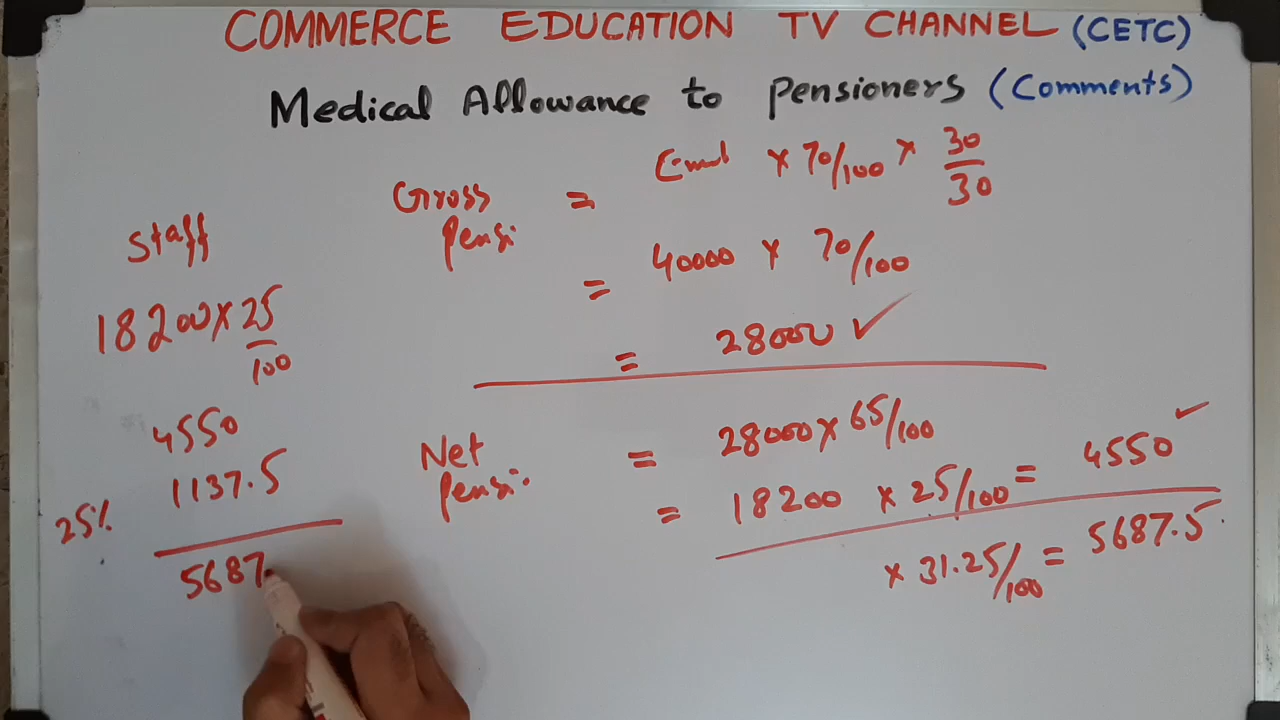 COMMERCE EDUCATION TV CHANNEL (CETC)
Medical Allowance to Pensioners (Comments)
Gross pensi = Emul × 70/100 × 30/30
= 40000 × 70/100
= 28000 ✓
Net pensi. = 28000 × 65/100
= 18200 × 25/100 = 4550 ✓
× 31.25/100 = 5687.5
Staff
18200 × 25/100
4550
25% 1137.5
5687.